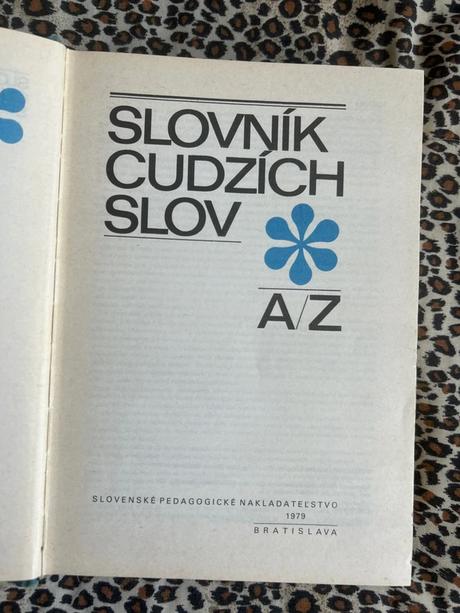 SLOVNÍK
CUDZÍCH
SLOV
A/Z
SLOVENSKÉ PEDAGOGICKÉ NAKLADATEĽSTVO
1979
BRATISLAVA